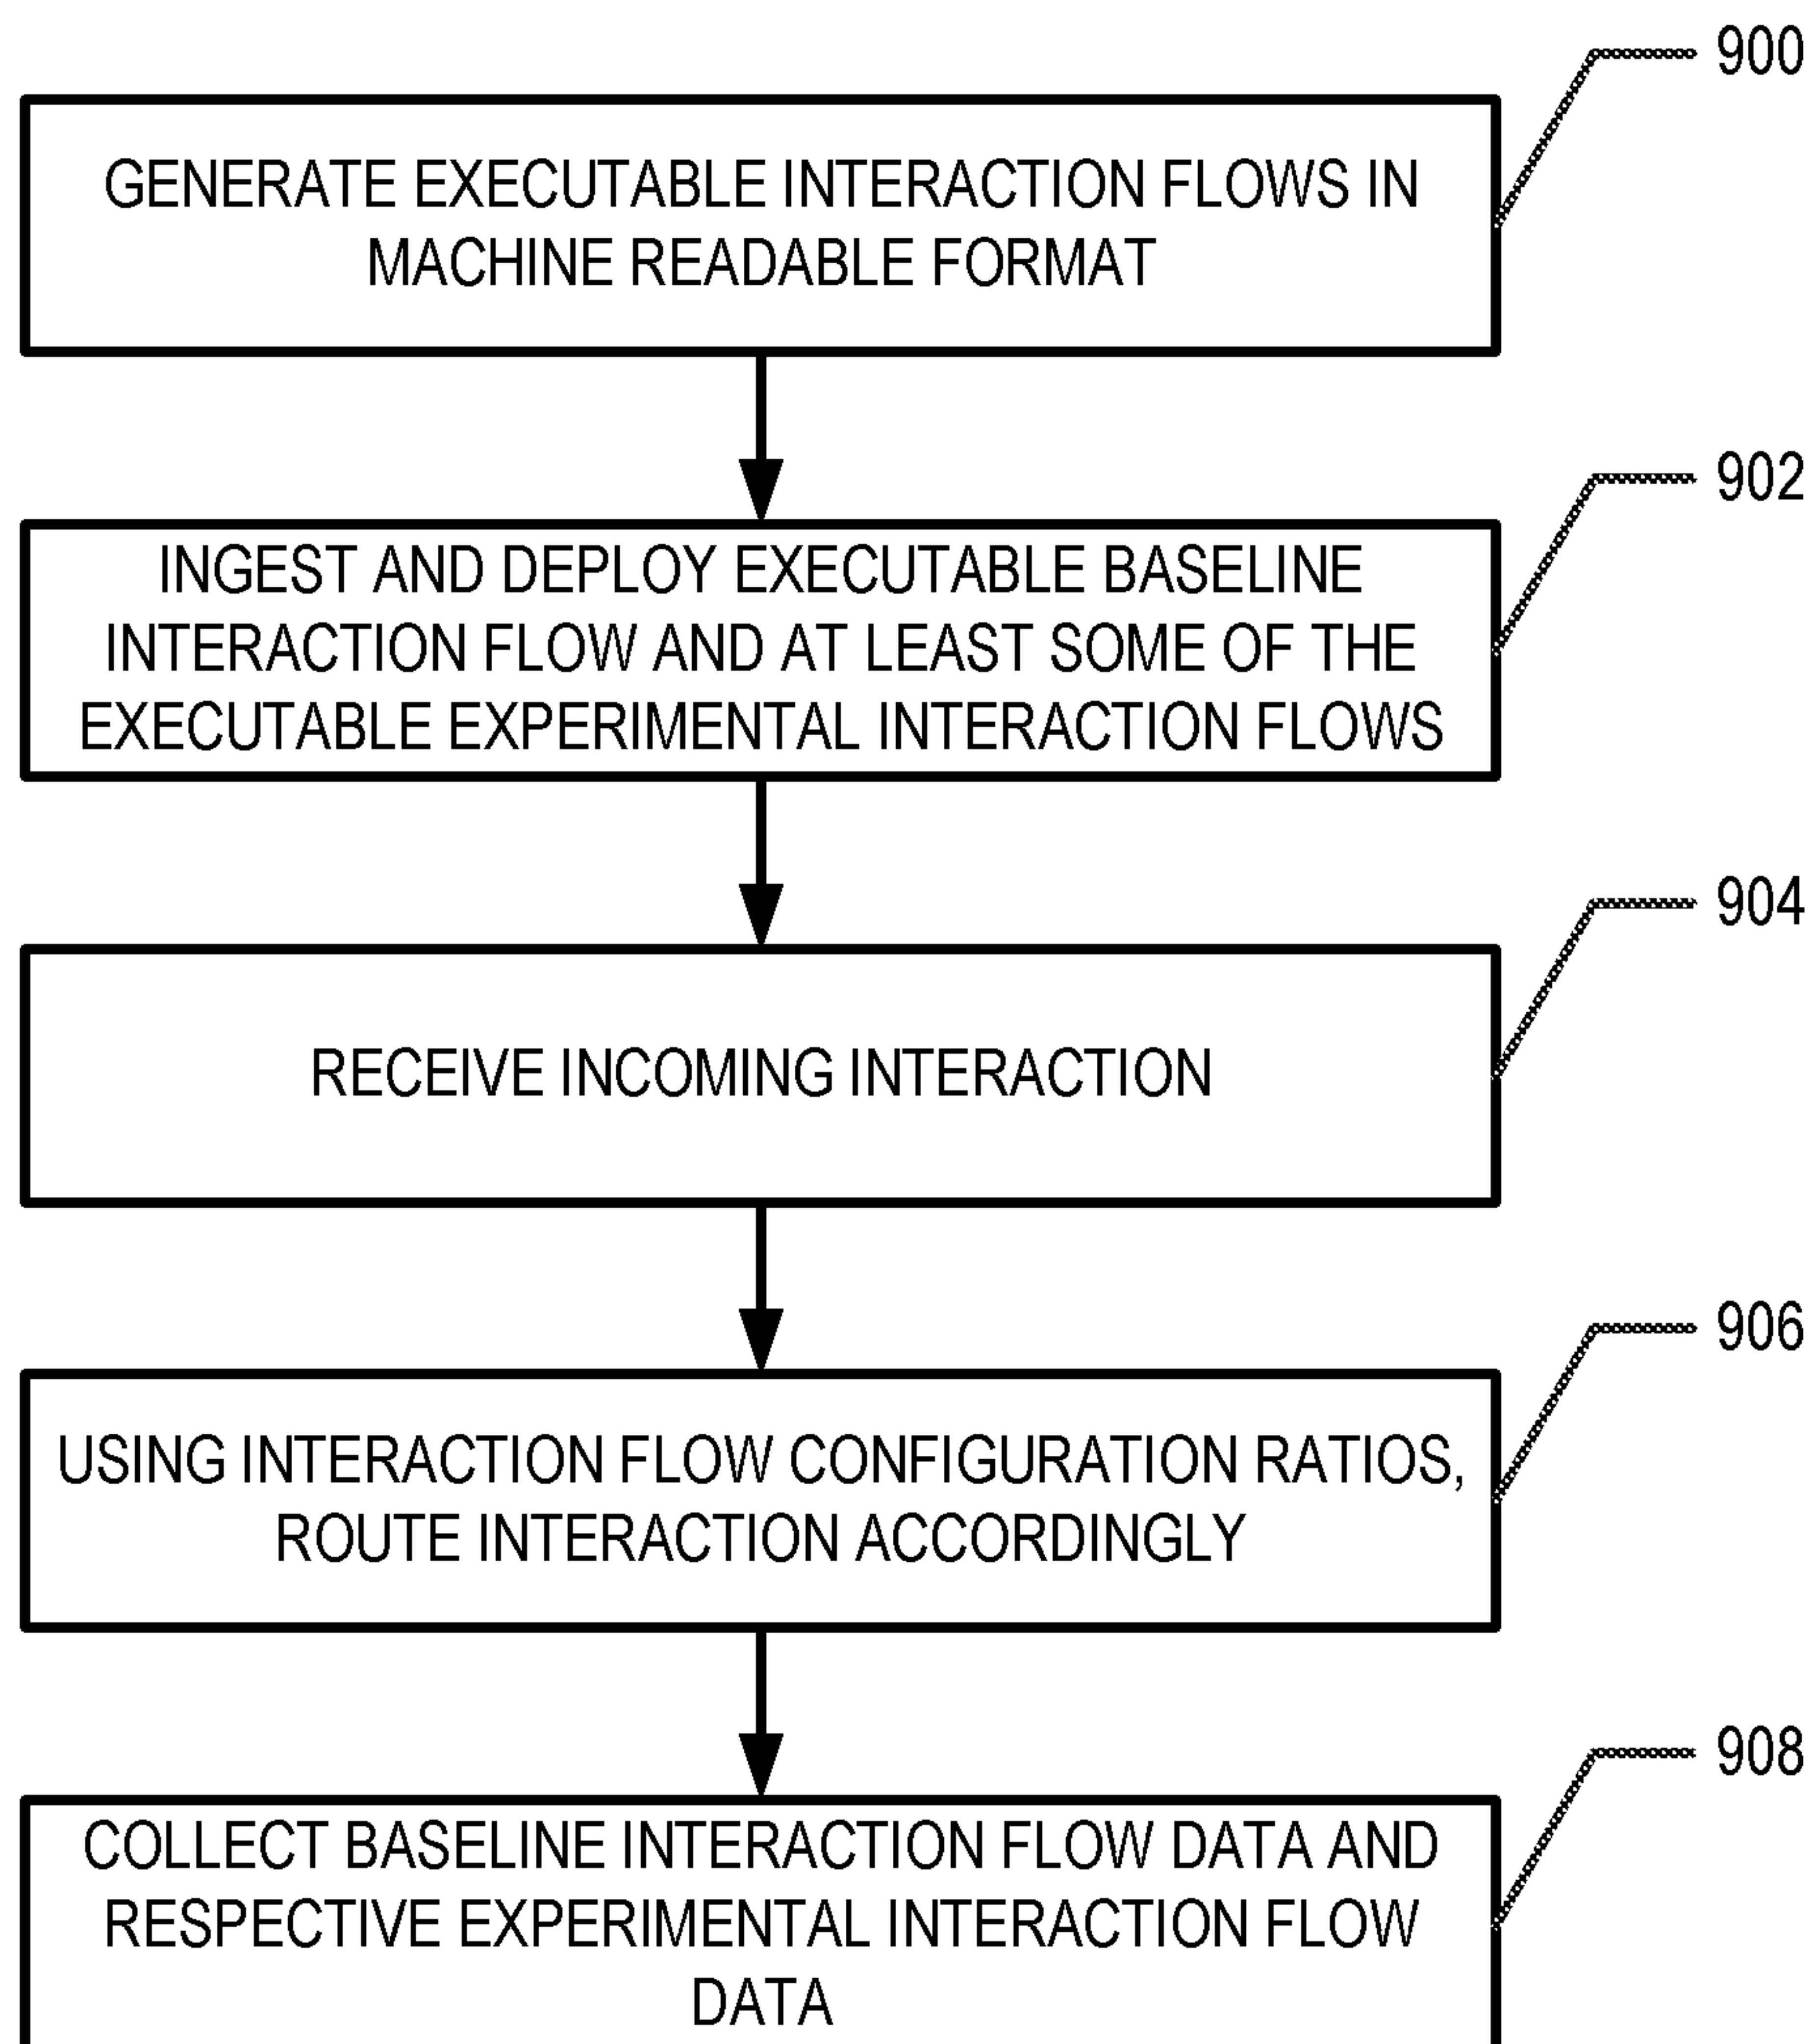 900
GENERATE EXECUTABLE INTERACTION FLOWS IN
MACHINE READABLE FORMAT
902
INGEST AND DEPLOY EXECUTABLE BASELINE
INTERACTION FLOW AND AT LEAST SOME OF THE
EXECUTABLE EXPERIMENTAL INTERACTION FLOWS
904
RECEIVE INCOMING INTERACTION
906
USING INTERACTION FLOW CONFIGURATION RATIOS,
ROUTE INTERACTION ACCORDINGLY
908
COLLECT BASELINE INTERACTION FLOW DATA AND
RESPECTIVE EXPERIMENTAL INTERACTION FLOW
DATA